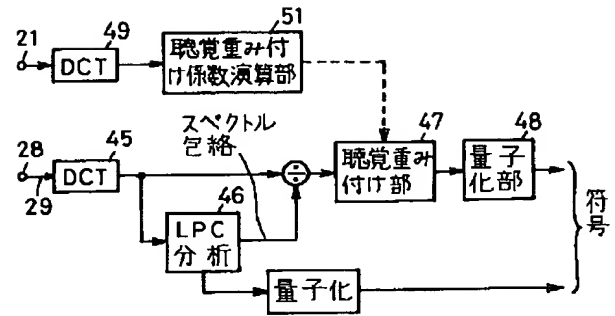 21
DCT
49
聴覚重み付
け係数演算部
51
28
29
DCT
45
スペクトル
包絡
÷
LPC
分析
46
聴覚重み
付け部
47
量子
化部
48
量子化
符号